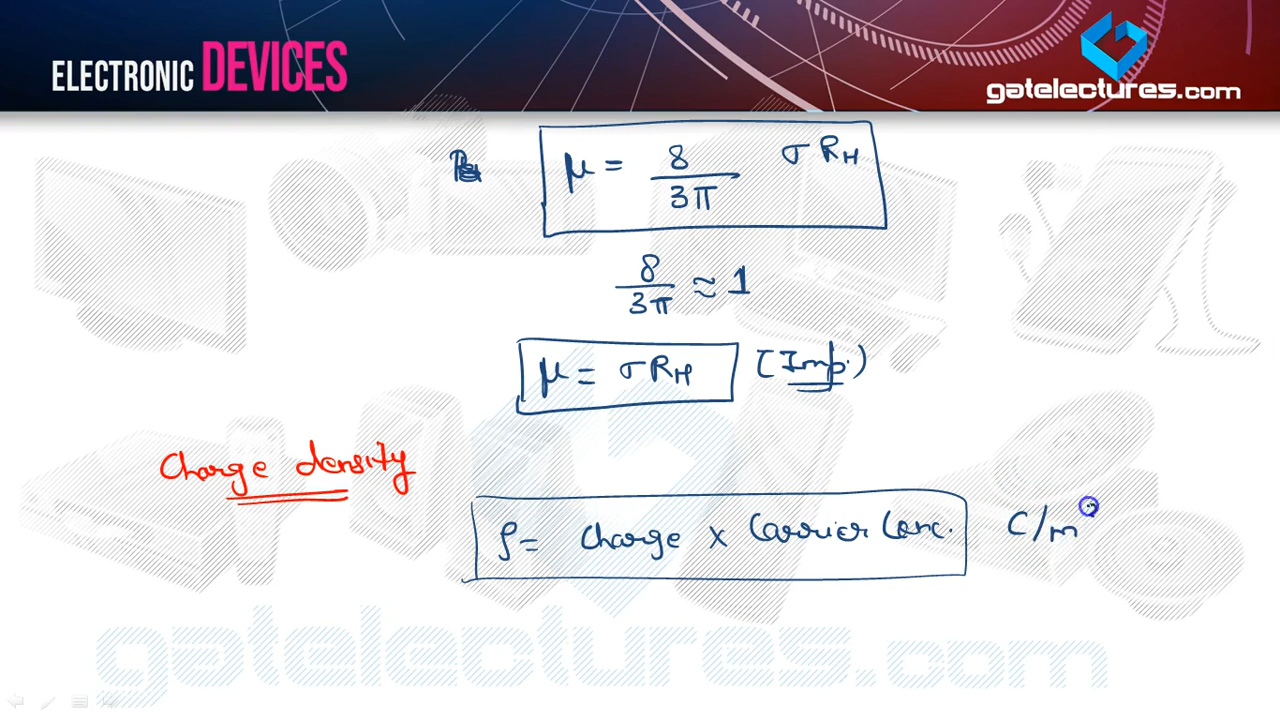 ELECTRONIC DEVICES
gatelectures.com
μ = 8/3π σ R_H
8/3π ≈ 1
μ = σ R_H (Imp.)
Charge density
ρ = Charge × Carrier Conc. C/m
gatelectures.com